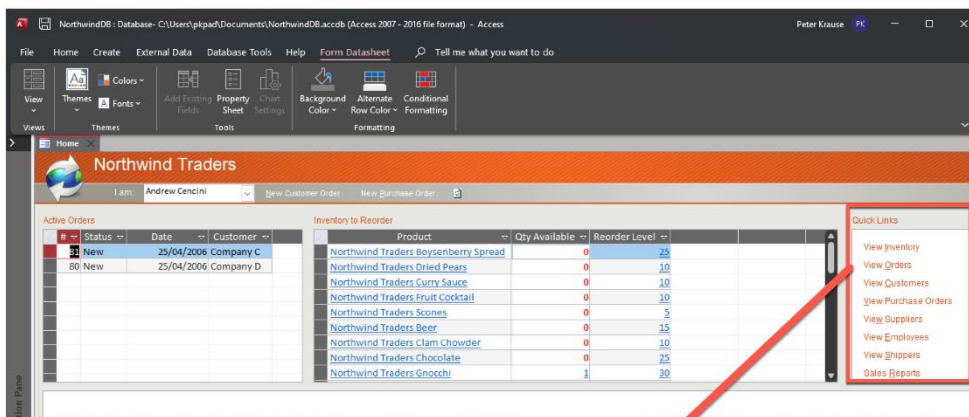 NorthwindDB : Database- C:\Users\pkpad\Documents\NorthwindDB.accdb (Access 2007 - 2016 file format) - Access
Peter Krause PK
File Home Create External Data Database Tools Help Form Datasheet Tell me what you want to do
View
Themes
Aa
Colors
A Fonts
Add Existing Fields
Property Sheet
Chart Settings
Background Color
Alternate Row Color
Conditional Formatting
Views Themes Tools Formatting
Home
Northwind Traders
I am: Andrew Cencini New Customer Order New Purchase Order
Active Orders
# Status Date Customer
81 New 25/04/2006 Company C
80 New 25/04/2006 Company D
Inventory to Reorder
Product Qty Available Reorder Level
Northwind Traders Boysenberry Spread 0 25
Northwind Traders Dried Pears 0 10
Northwind Traders Curry Sauce 0 10
Northwind Traders Fruit Cocktail 0 10
Northwind Traders Scones 0 5
Northwind Traders Beer 0 15
Northwind Traders Clam Chowder 0 10
Northwind Traders Chocolate 0 25
Northwind Traders Gnocchi 1 30
Quick Links
View Inventory
View Orders
View Customers
View Purchase Orders
View Suppliers
View Employees
View Shippers
Sales Reports